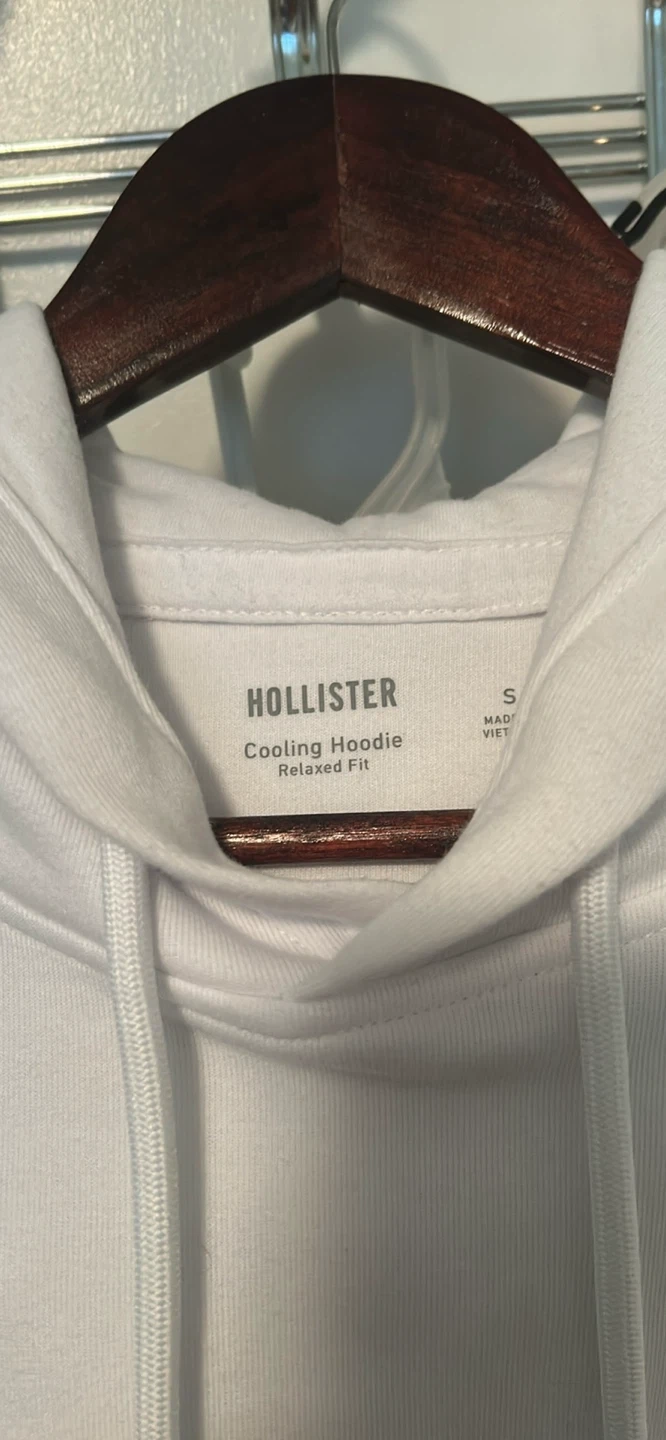 HOLLISTER
Cooling Hoodie
Relaxed Fit
S